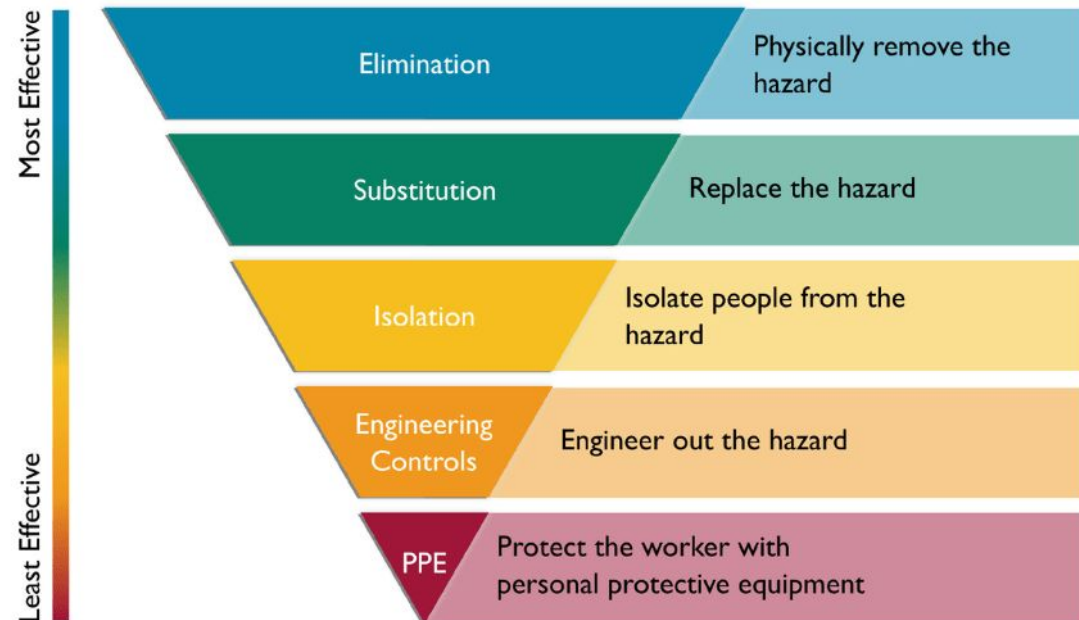 Most Effective
Elimination
Physically remove the
hazard
Substitution
Replace the hazard
Isolation
Isolate people from the
hazard
Engineering
Controls
Engineer out the hazard
Least Effective
PPE
Protect the worker with
personal protective equipment